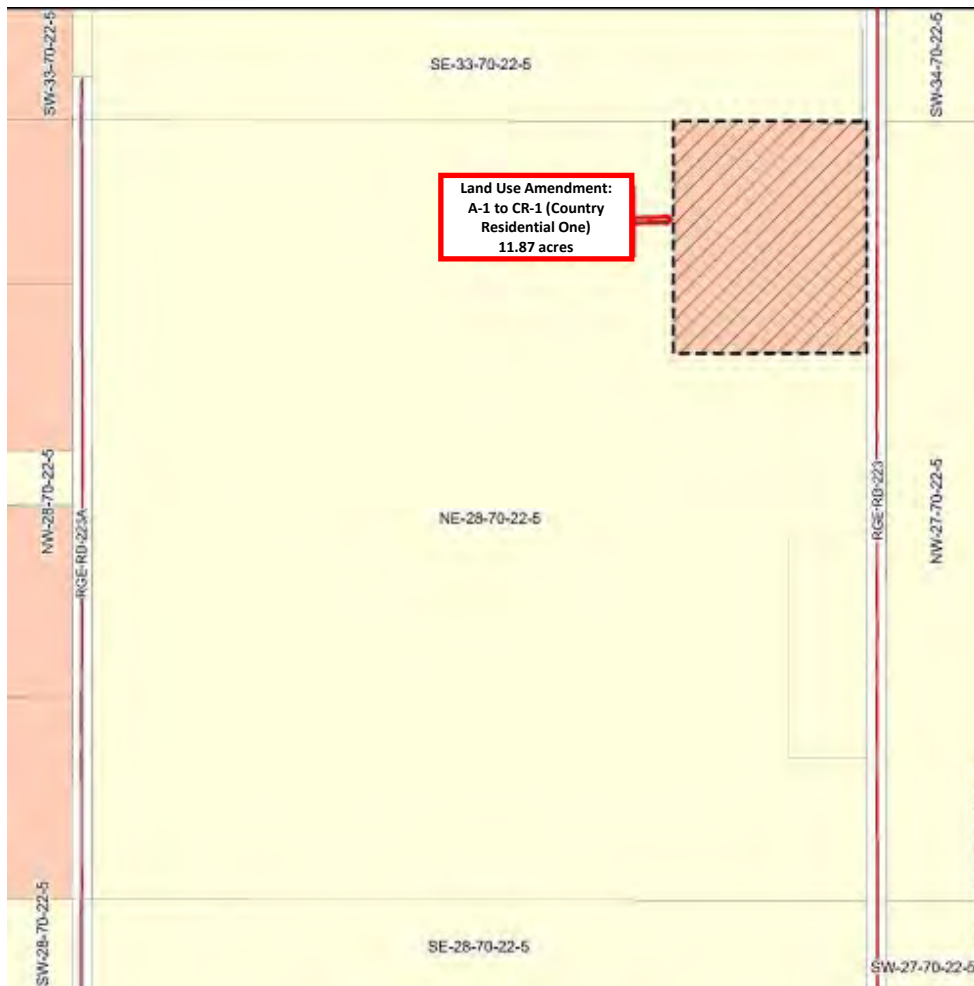 SW-33-70-22-5
SE-33-70-22-5
SW-34-70-22-5
Land Use Amendment:
A-1 to CR-1 (Country
Residential One)
11.87 acres
NW-28-70-22-5
RGE-RD-223A
NE-28-70-22-5
RGE-RD-223
NW-27-70-22-5
SW-28-70-22-5
SE-28-70-22-5
SW-27-70-22-5